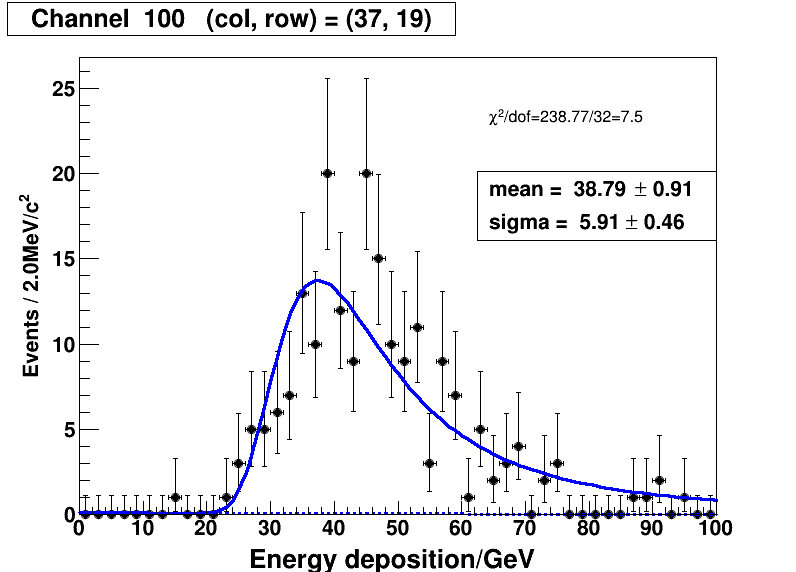 Channel 100 (col, row) = (37, 19)
χ²/dof=238.77/32=7.5
mean = 38.79 ± 0.91
sigma = 5.91 ± 0.46
Events / 2.0MeV/c²
25
20
15
10
5
0
0 10 20 30 40 50 60 70 80 90 100
Energy deposition/GeV